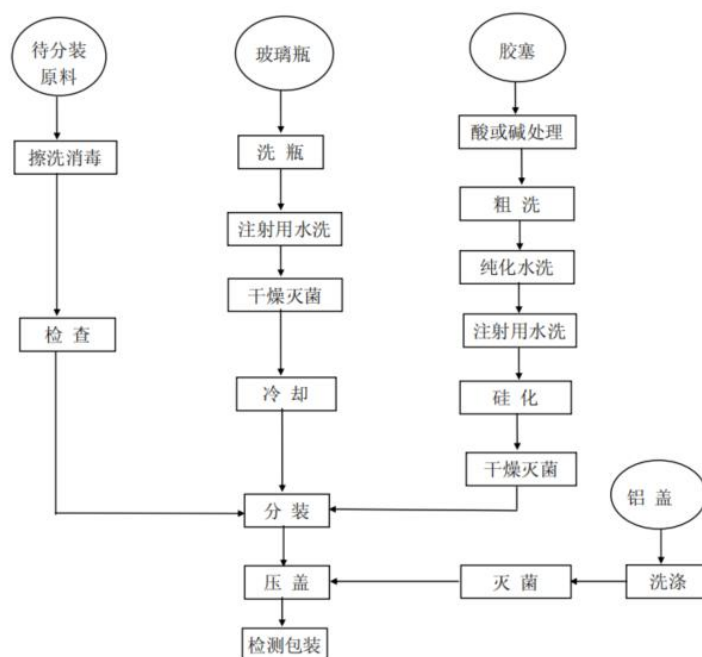 待分装
原料
玻璃瓶
胶塞
擦洗消毒
洗 瓶
酸或碱处理
注射用水洗
粗 洗
干燥灭菌
纯化水洗
检 查
注射用水洗
冷 却
硅 化
干燥灭菌
铝 盖
分 装
压 盖
灭 菌
洗涤
检测包装